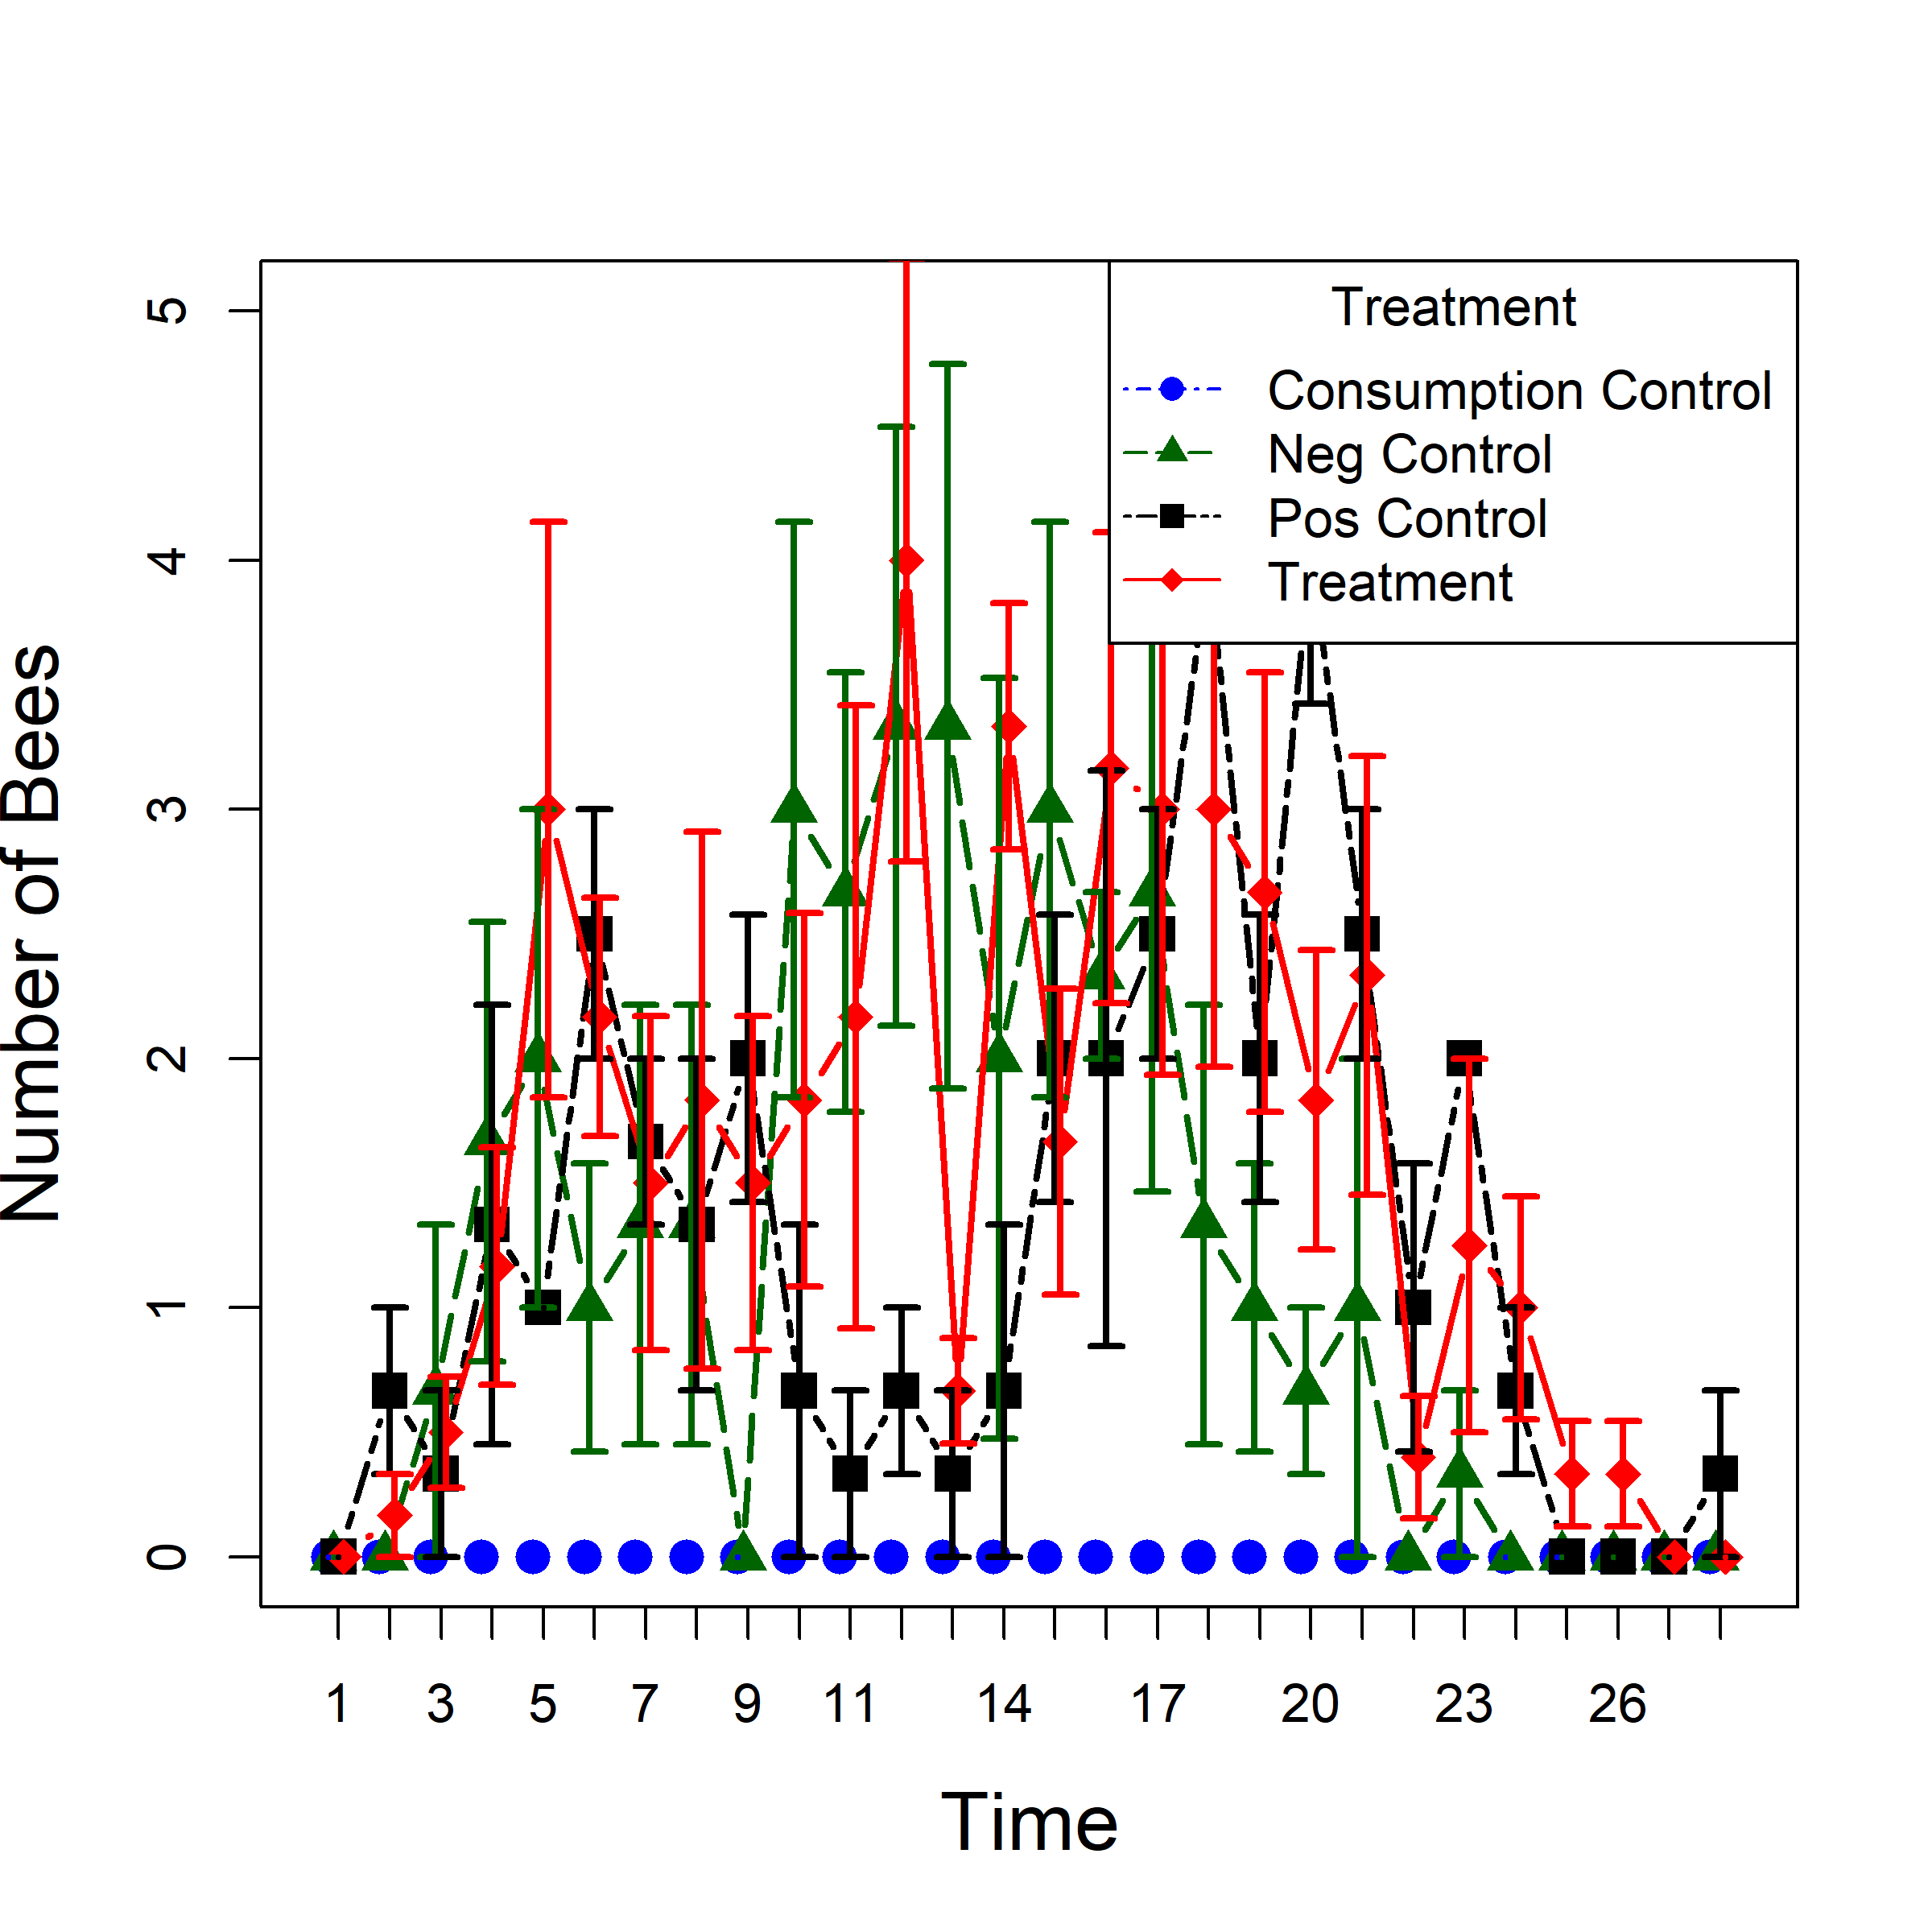 Treatment
Consumption Control
Neg Control
Pos Control
Treatment
Number of Bees
5
4
3
2
1
0
1 3 5 7 9 11 14 17 20 23 26
Time